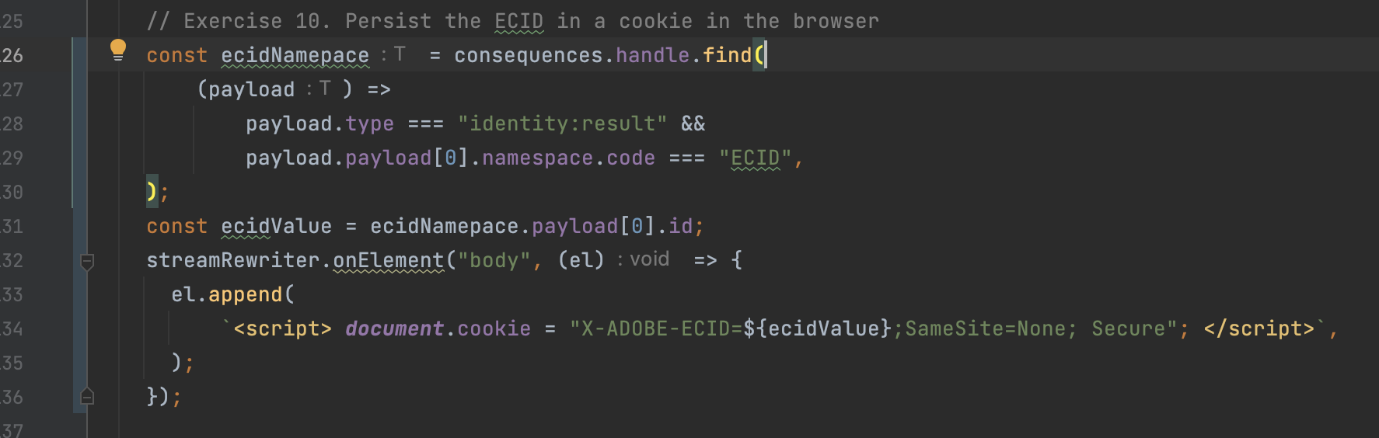 25 // Exercise 10. Persist the ECID in a cookie in the browser
26 const ecidNamepace : T = consequences.handle.find(
27 (payload : T ) =>
28 payload.type === "identity:result" &&
29 payload.payload[0].namespace.code === "ECID",
30 );
31 const ecidValue = ecidNamepace.payload[0].id;
32 streamRewriter.onElement("body", (el) : void => {
33 el.append(
34 `<script> document.cookie = "X-ADOBE-ECID=${ecidValue};SameSite=None; Secure"; </script>`,
35 );
36 });
37